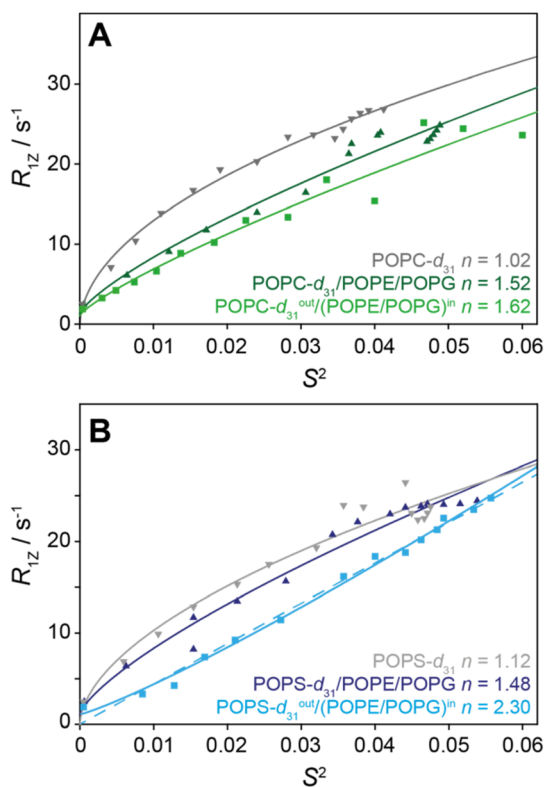 A
R1Z / s-1
30
20
10
0
POPC-d31 n = 1.02
POPC-d31/POPE/POPG n = 1.52
POPC-d31out/(POPE/POPG)in n = 1.62
0 0.01 0.02 0.03 0.04 0.05 0.06
S2
B
R1Z / s-1
30
20
10
0
POPS-d31 n = 1.12
POPS-d31/POPE/POPG n = 1.48
POPS-d31out/(POPE/POPG)in n = 2.30
0 0.01 0.02 0.03 0.04 0.05 0.06
S2